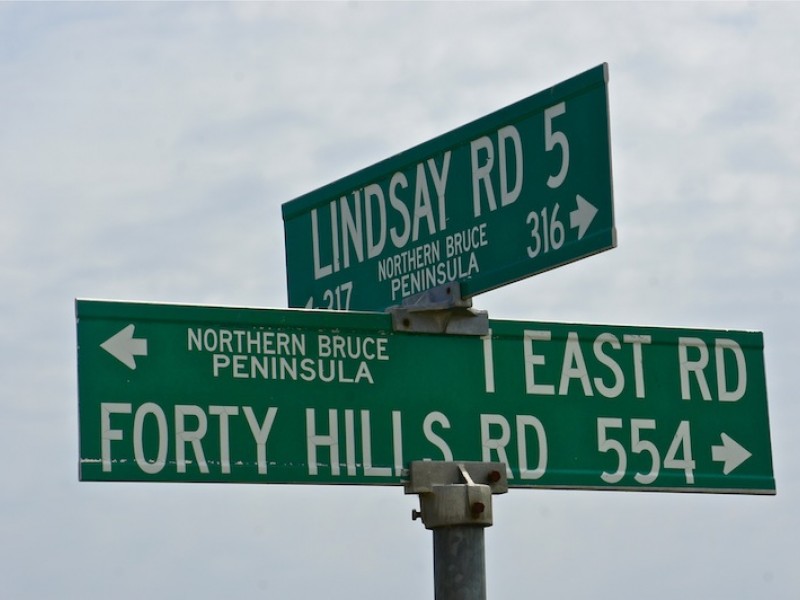 LINDSAY RD 5
NORTHERN BRUCE
PENINSULA
317
316
NORTHERN BRUCE
PENINSULA
1 EAST RD
FORTY HILLS RD 554